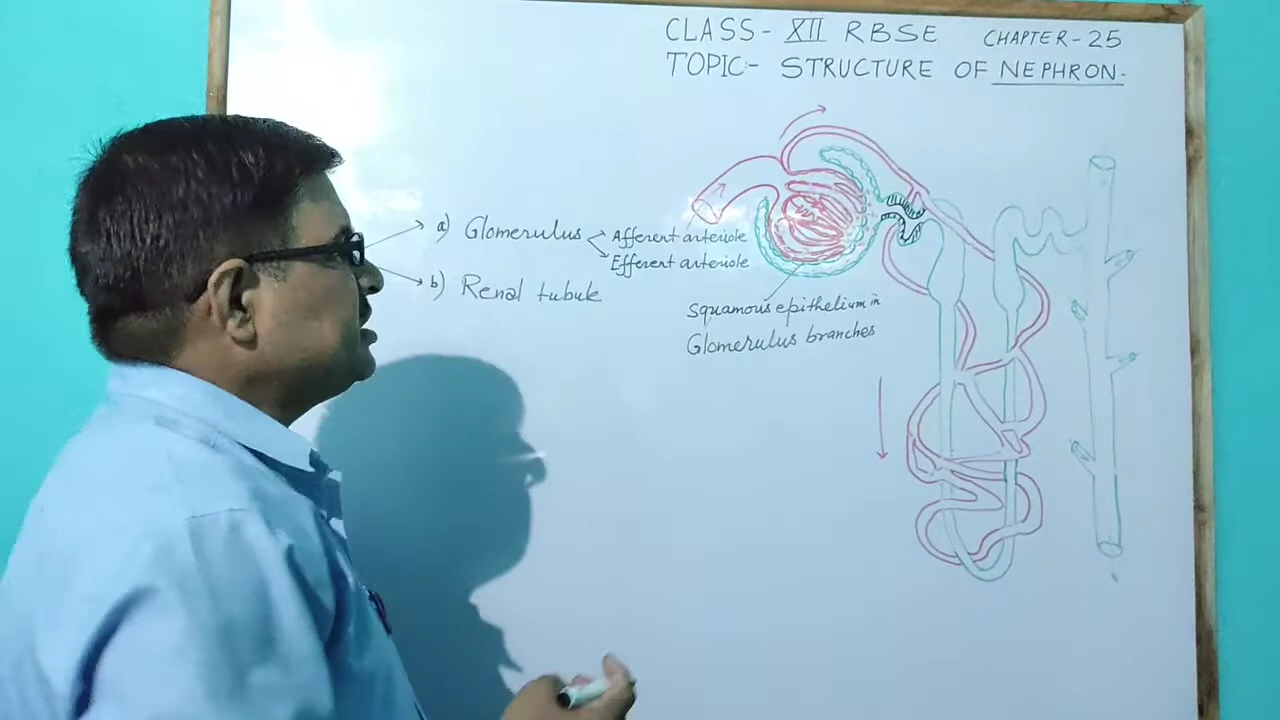 CLASS- XII RBSE CHAPTER-25
TOPIC:- STRUCTURE OF NEPHRON.
a) Glomerulus
Afferent arteriole
Efferent arteriole
b) Renal tubule
Squamous epithelium in
Glomerulus branches